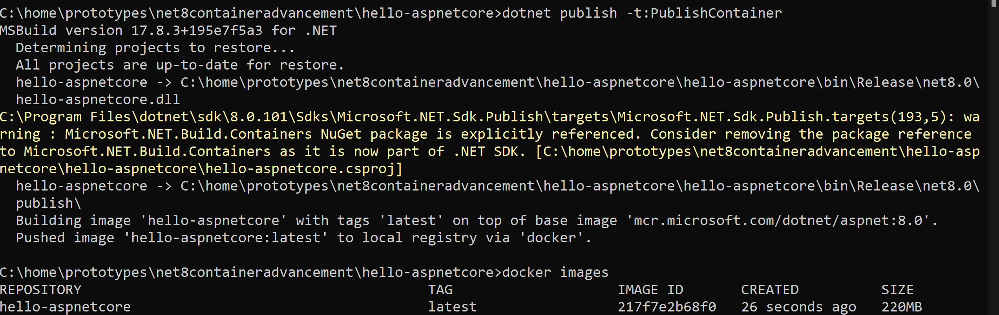 C:\home\prototypes\net8containeradvancement\hello-aspnetcore>dotnet publish -t:PublishContainer
MSBuild version 17.8.3+195e7f5a3 for .NET
  Determining projects to restore...
  All projects are up-to-date for restore.
  hello-aspnetcore -> C:\home\prototypes\net8containeradvancement\hello-aspnetcore\hello-aspnetcore\bin\Release\net8.0\
  hello-aspnetcore.dll
C:\Program Files\dotnet\sdk\8.0.101\Sdks\Microsoft.NET.Sdk.Publish\targets\Microsoft.NET.Sdk.Publish.targets(193,5): wa
rning : Microsoft.NET.Build.Containers NuGet package is explicitly referenced. Consider removing the package reference
to Microsoft.NET.Build.Containers as it is now part of .NET SDK. [C:\home\prototypes\net8containeradvancement\hello-asp
netcore\hello-aspnetcore\hello-aspnetcore.csproj]
  hello-aspnetcore -> C:\home\prototypes\net8containeradvancement\hello-aspnetcore\hello-aspnetcore\bin\Release\net8.0\
  publish\
  Building image 'hello-aspnetcore' with tags 'latest' on top of base image 'mcr.microsoft.com/dotnet/aspnet:8.0'.
  Pushed image 'hello-aspnetcore:latest' to local registry via 'docker'.
C:\home\prototypes\net8containeradvancement\hello-aspnetcore>docker images
REPOSITORY TAG IMAGE ID CREATED SIZE
hello-aspnetcore latest 217f7e2b68f0 26 seconds ago 220MB